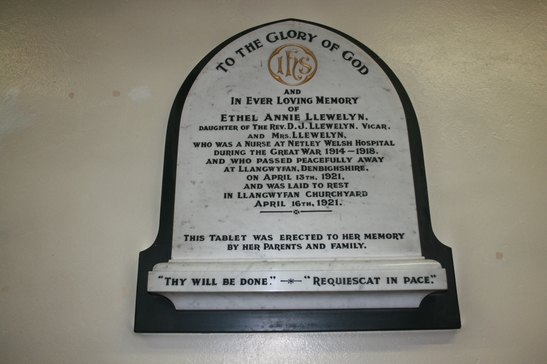 TO THE GLORY OF GOD
IHS
AND
IN EVER LOVING MEMORY
OF
ETHEL ANNIE LLEWELYN,
DAUGHTER OF THE REV. D. J. LLEWELYN, VICAR,
AND MRS. LLEWELYN,
WHO WAS A NURSE AT NETLEY WELSH HOSPITAL
DURING THE GREAT WAR 1914-1918.
AND WHO PASSED PEACEFULLY AWAY
AT LLANGWYFAN, DENBIGHSHIRE,
ON APRIL 13TH, 1921,
AND WAS LAID TO REST
IN LLANGWYFAN CHURCHYARD
APRIL 16TH, 1921.
THIS TABLET WAS ERECTED TO HER MEMORY
BY HER PARENTS AND FAMILY.
"THY WILL BE DONE." — "REQUIESCAT IN PACE."